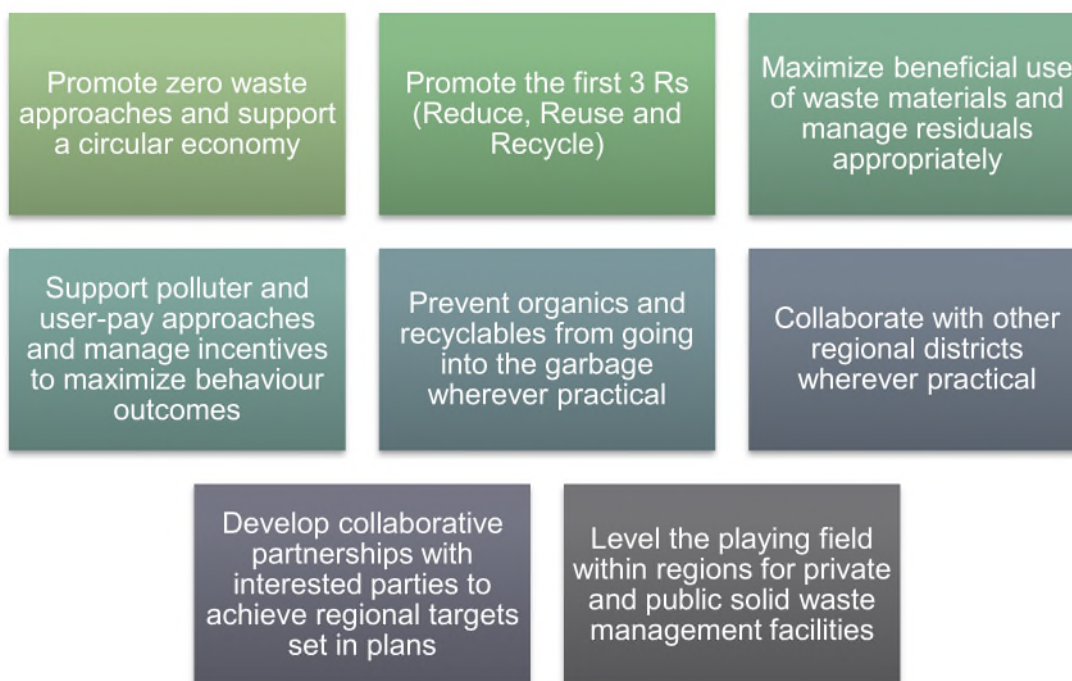 Promote zero waste
approaches and support
a circular economy
Promote the first 3 Rs
(Reduce, Reuse and
Recycle)
Maximize beneficial use
of waste materials and
manage residuals
appropriately
Support polluter and
user-pay approaches
and manage incentives
to maximize behaviour
outcomes
Prevent organics and
recyclables from going
into the garbage
wherever practical
Collaborate with other
regional districts
wherever practical
Develop collaborative
partnerships with
interested parties to
achieve regional targets
set in plans
Level the playing field
within regions for private
and public solid waste
management facilities